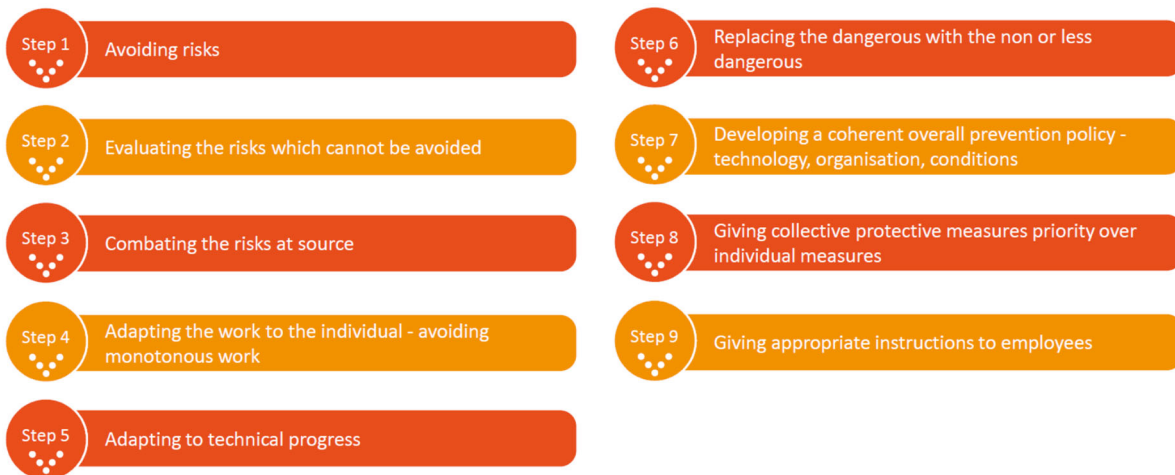 Step 1
Avoiding risks
Step 2
Evaluating the risks which cannot be avoided
Step 3
Combating the risks at source
Step 4
Adapting the work to the individual - avoiding
monotonous work
Step 5
Adapting to technical progress
Step 6
Replacing the dangerous with the non or less
dangerous
Step 7
Developing a coherent overall prevention policy -
technology, organisation, conditions
Step 8
Giving collective protective measures priority over
individual measures
Step 9
Giving appropriate instructions to employees